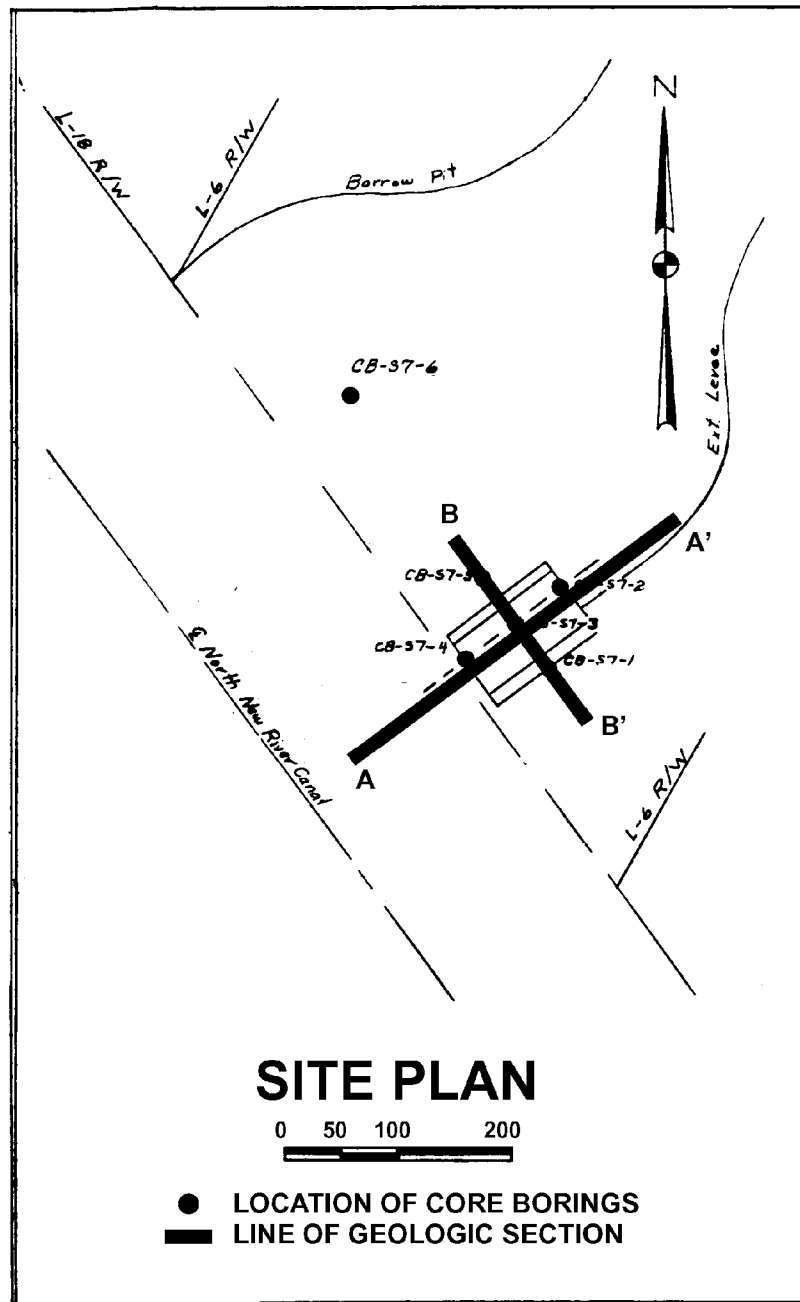 N
L-18 R/W
L-6 R/W
Borrow Pit
CB-S7-6
Ext. Levee
B
A'
CB-S7-5
S7-2
S7-3
CB-S7-4
CB-S7-1
B'
A
℄ North New River Canal
L-6 R/W
SITE PLAN
0 50 100 200
LOCATION OF CORE BORINGS
LINE OF GEOLOGIC SECTION